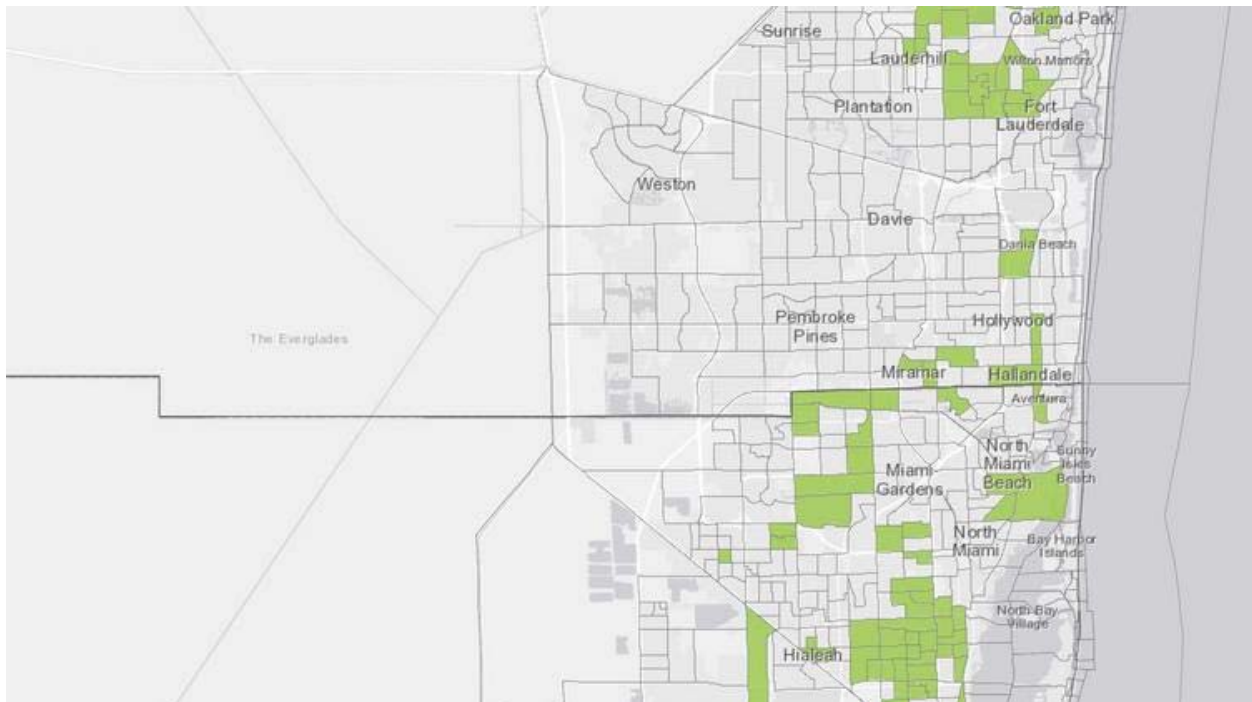 Oakland Park
Sunrise
Lauderhill
Wilton Manors
Plantation
Fort
Lauderdale
Weston
Davie
Dania Beach
Pembroke
Pines
Hollywood
The Everglades
Miramar
Hallandale
Aventura
North
Miami
Beach
Sunny
Isles
Beach
Miami
Gardens
North
Miami
Bay Harbor
Islands
North Bay
Village
Hialeah